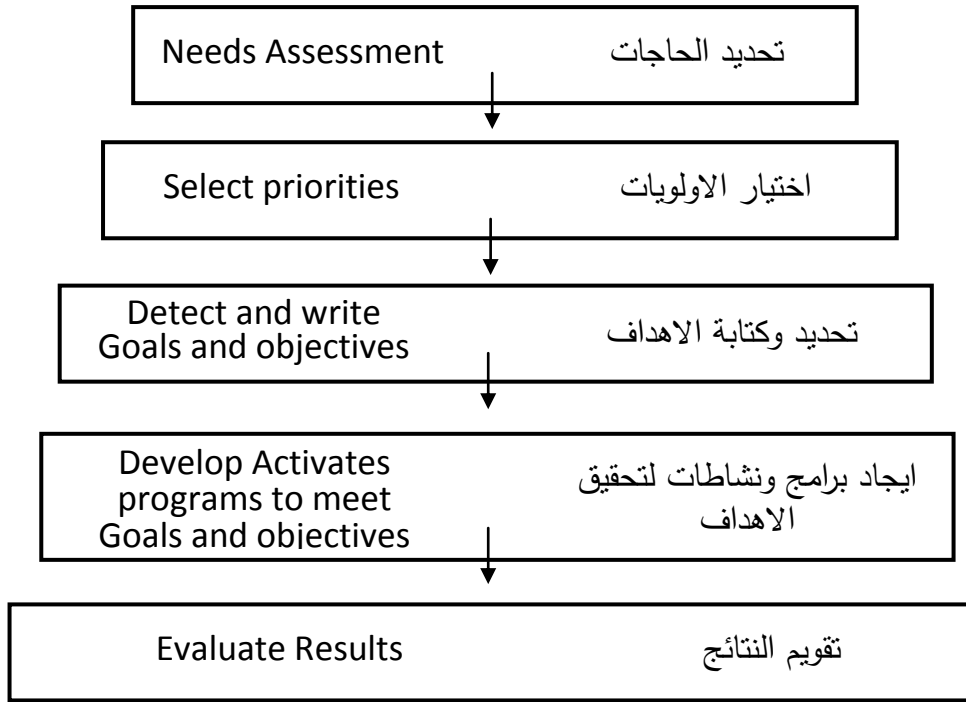 Needs Assessment تحديد الحاجات
Select priorities اختيار الاولويات
Detect and write
Goals and objectives
تحديد وكتابة الاهداف
Develop Activates
programs to meet
Goals and objectives
ايجاد برامج ونشاطات لتحقيق
الاهداف
Evaluate Results تقويم النتائج